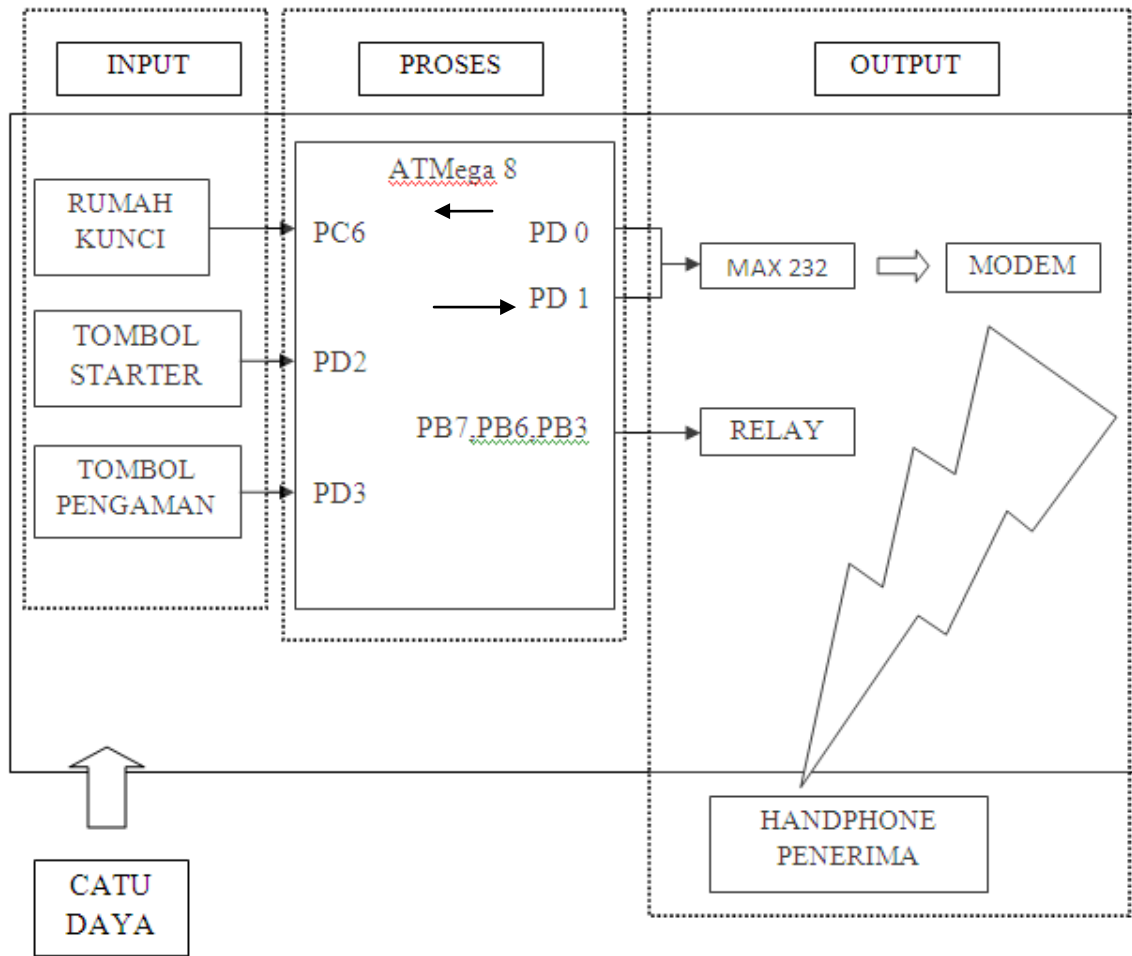 INPUT
PROSES
OUTPUT
RUMAH
KUNCI
TOMBOL
STARTER
TOMBOL
PENGAMAN
ATMega 8
PC6
PD 0
PD 1
PD2
PB7,PB6,PB3
PD3
MAX 232
MODEM
RELAY
HANDPHONE
PENERIMA
CATU
DAYA